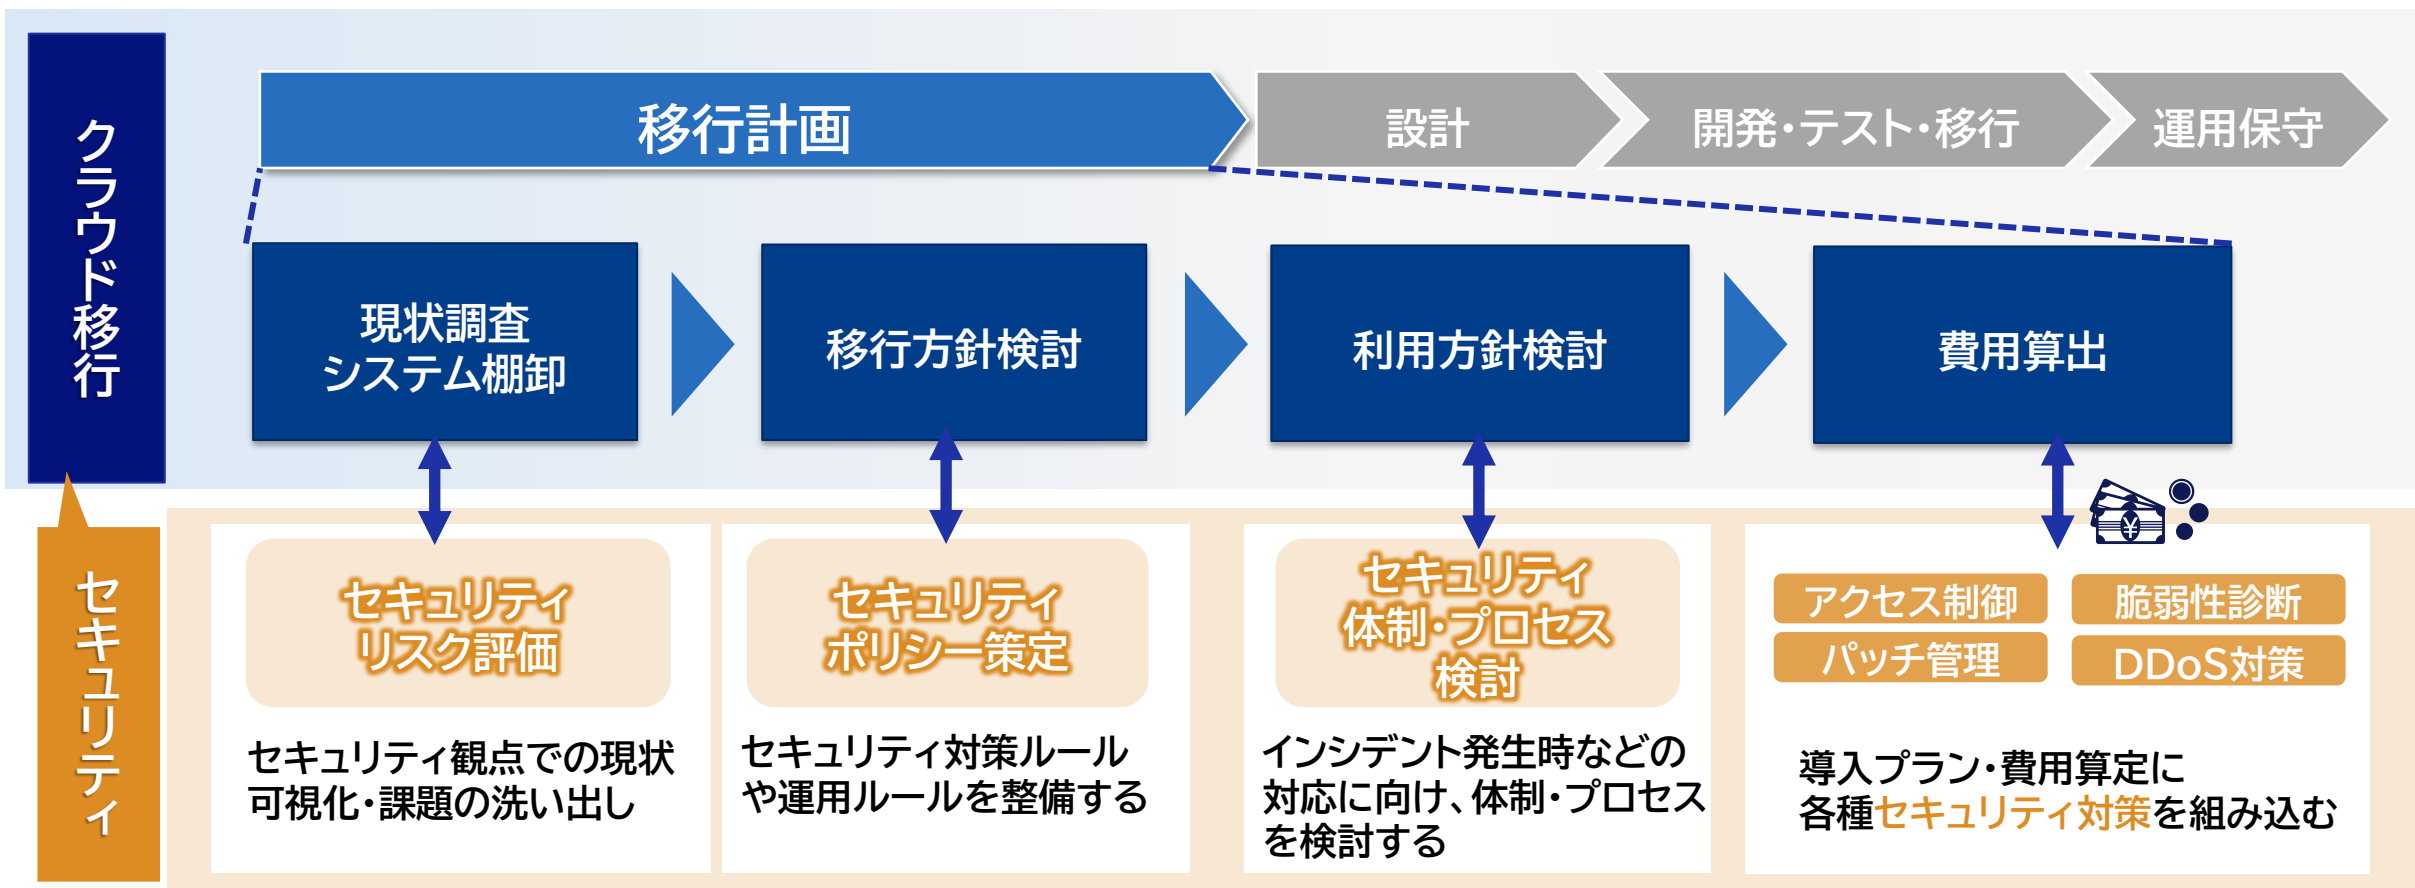 クラウド移行
移行計画
設計
開発・テスト・移行
運用保守
現状調査
システム棚卸
移行方針検討
利用方針検討
費用算出
セキュリティ
セキュリティ
リスク評価
セキュリティ観点での現状
可視化・課題の洗い出し
セキュリティ
ポリシー策定
セキュリティ対策ルール
や運用ルールを整備する
セキュリティ
体制・プロセス
検討
インシデント発生時などの
対応に向け、体制・プロセス
を検討する
¥
アクセス制御
脆弱性診断
パッチ管理
DDoS対策
導入プラン・費用算定に
各種セキュリティ対策を組み込む